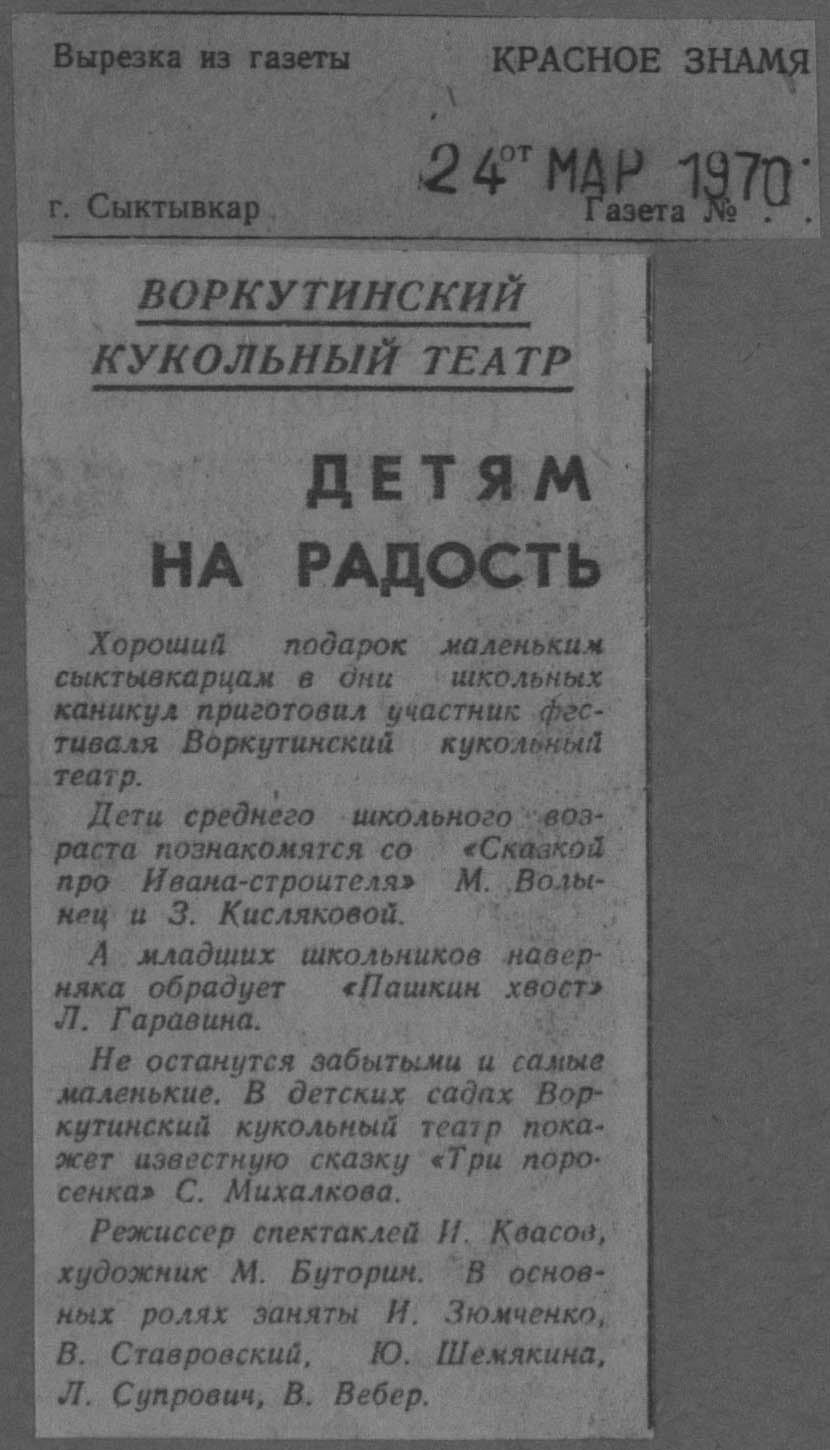 Вырезка из газеты КРАСНОЕ ЗНАМЯ
24 от МАР 1970
г. Сыктывкар Газета № . .
ВОРКУТИНСКИЙ
КУКОЛЬНЫЙ ТЕАТР
ДЕТЯМ
НА РАДОСТЬ
Хороший подарок маленьким
сыктывкарцам в дни школьных
каникул приготовил участник фес-
тиваля Воркутинский кукольный
театр.
Дети среднего школьного воз-
раста познакомятся со «Сказкой
про Ивана-строителя» М. Волы-
нец и З. Кисляковой.
А младших школьников навер-
няка обрадует «Пашкин хвост»
Л. Гаравина.
Не останутся забытыми и самые
маленькие. В детских садах Вор-
кутинский кукольный театр пока-
жет известную сказку «Три поро-
сенка» С. Михалкова.
Режиссер спектаклей И. Квасов,
художник М. Буторин. В основ-
ных ролях заняты И. Зюмченко,
В. Ставровский, Ю. Шемякина,
Л. Супрович, В. Вебер.